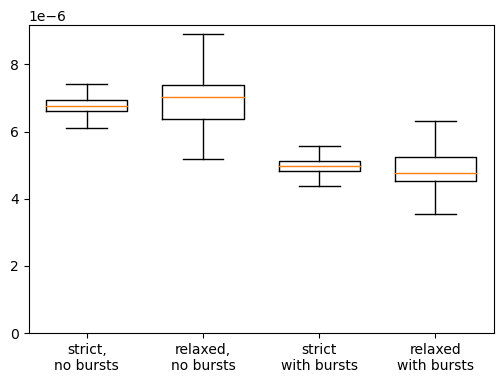 1e−6
8
6
4
2
0
strict,
no bursts
relaxed,
no bursts
strict
with bursts
relaxed
with bursts